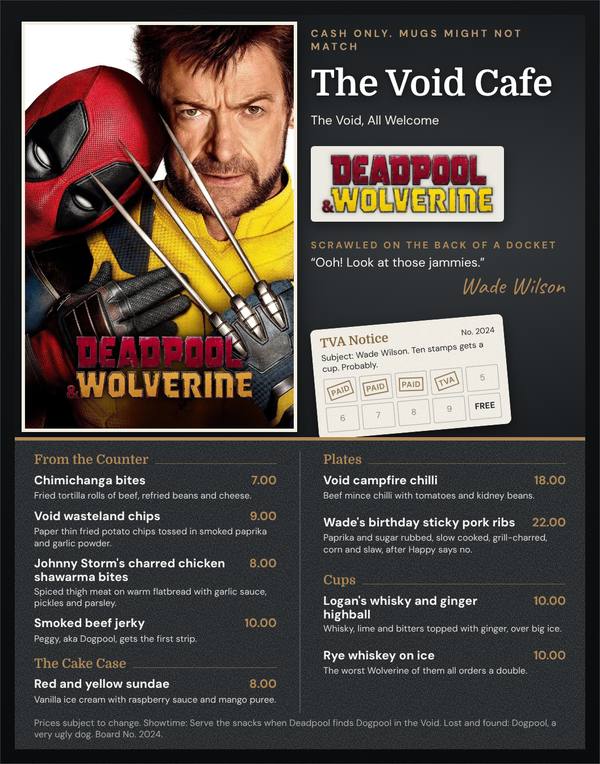 DEADPOOL
&WOLVERINE
CASH ONLY. MUGS MIGHT NOT
MATCH
The Void Cafe
The Void, All Welcome
DEADPOOL
&WOLVERINE
SCRAWLED ON THE BACK OF A DOCKET
“Ooh! Look at those jammies.”
Wade Wilson
TVA Notice
No. 2024
Subject: Wade Wilson. Ten stamps gets a
cup. Probably.
PAID PAID PAID TVA 5
6 7 8 9 FREE
From the Counter
Chimichanga bites 7.00
Fried tortilla rolls of beef, refried beans and cheese.
Void wasteland chips 9.00
Paper thin fried potato chips tossed in smoked paprika
and garlic powder.
Johnny Storm's charred chicken 8.00
shawarma bites
Spiced thigh meat on warm flatbread with garlic sauce,
pickles and parsley.
Smoked beef jerky 10.00
Peggy, aka Dogpool, gets the first strip.
The Cake Case
Red and yellow sundae 8.00
Vanilla ice cream with raspberry sauce and mango puree.
Plates
Void campfire chilli 18.00
Beef mince chilli with tomatoes and kidney beans.
Wade's birthday sticky pork ribs 22.00
Paprika and sugar rubbed, slow cooked, grill-charred,
corn and slaw, after Happy says no.
Cups
Logan's whisky and ginger 10.00
highball
Whisky, lime and bitters topped with ginger, over big ice.
Rye whiskey on ice 10.00
The worst Wolverine of them all orders a double.
Prices subject to change. Showtime: Serve the snacks when Deadpool finds Dogpool in the Void. Lost and found: Dogpool, a
very ugly dog. Board No. 2024.